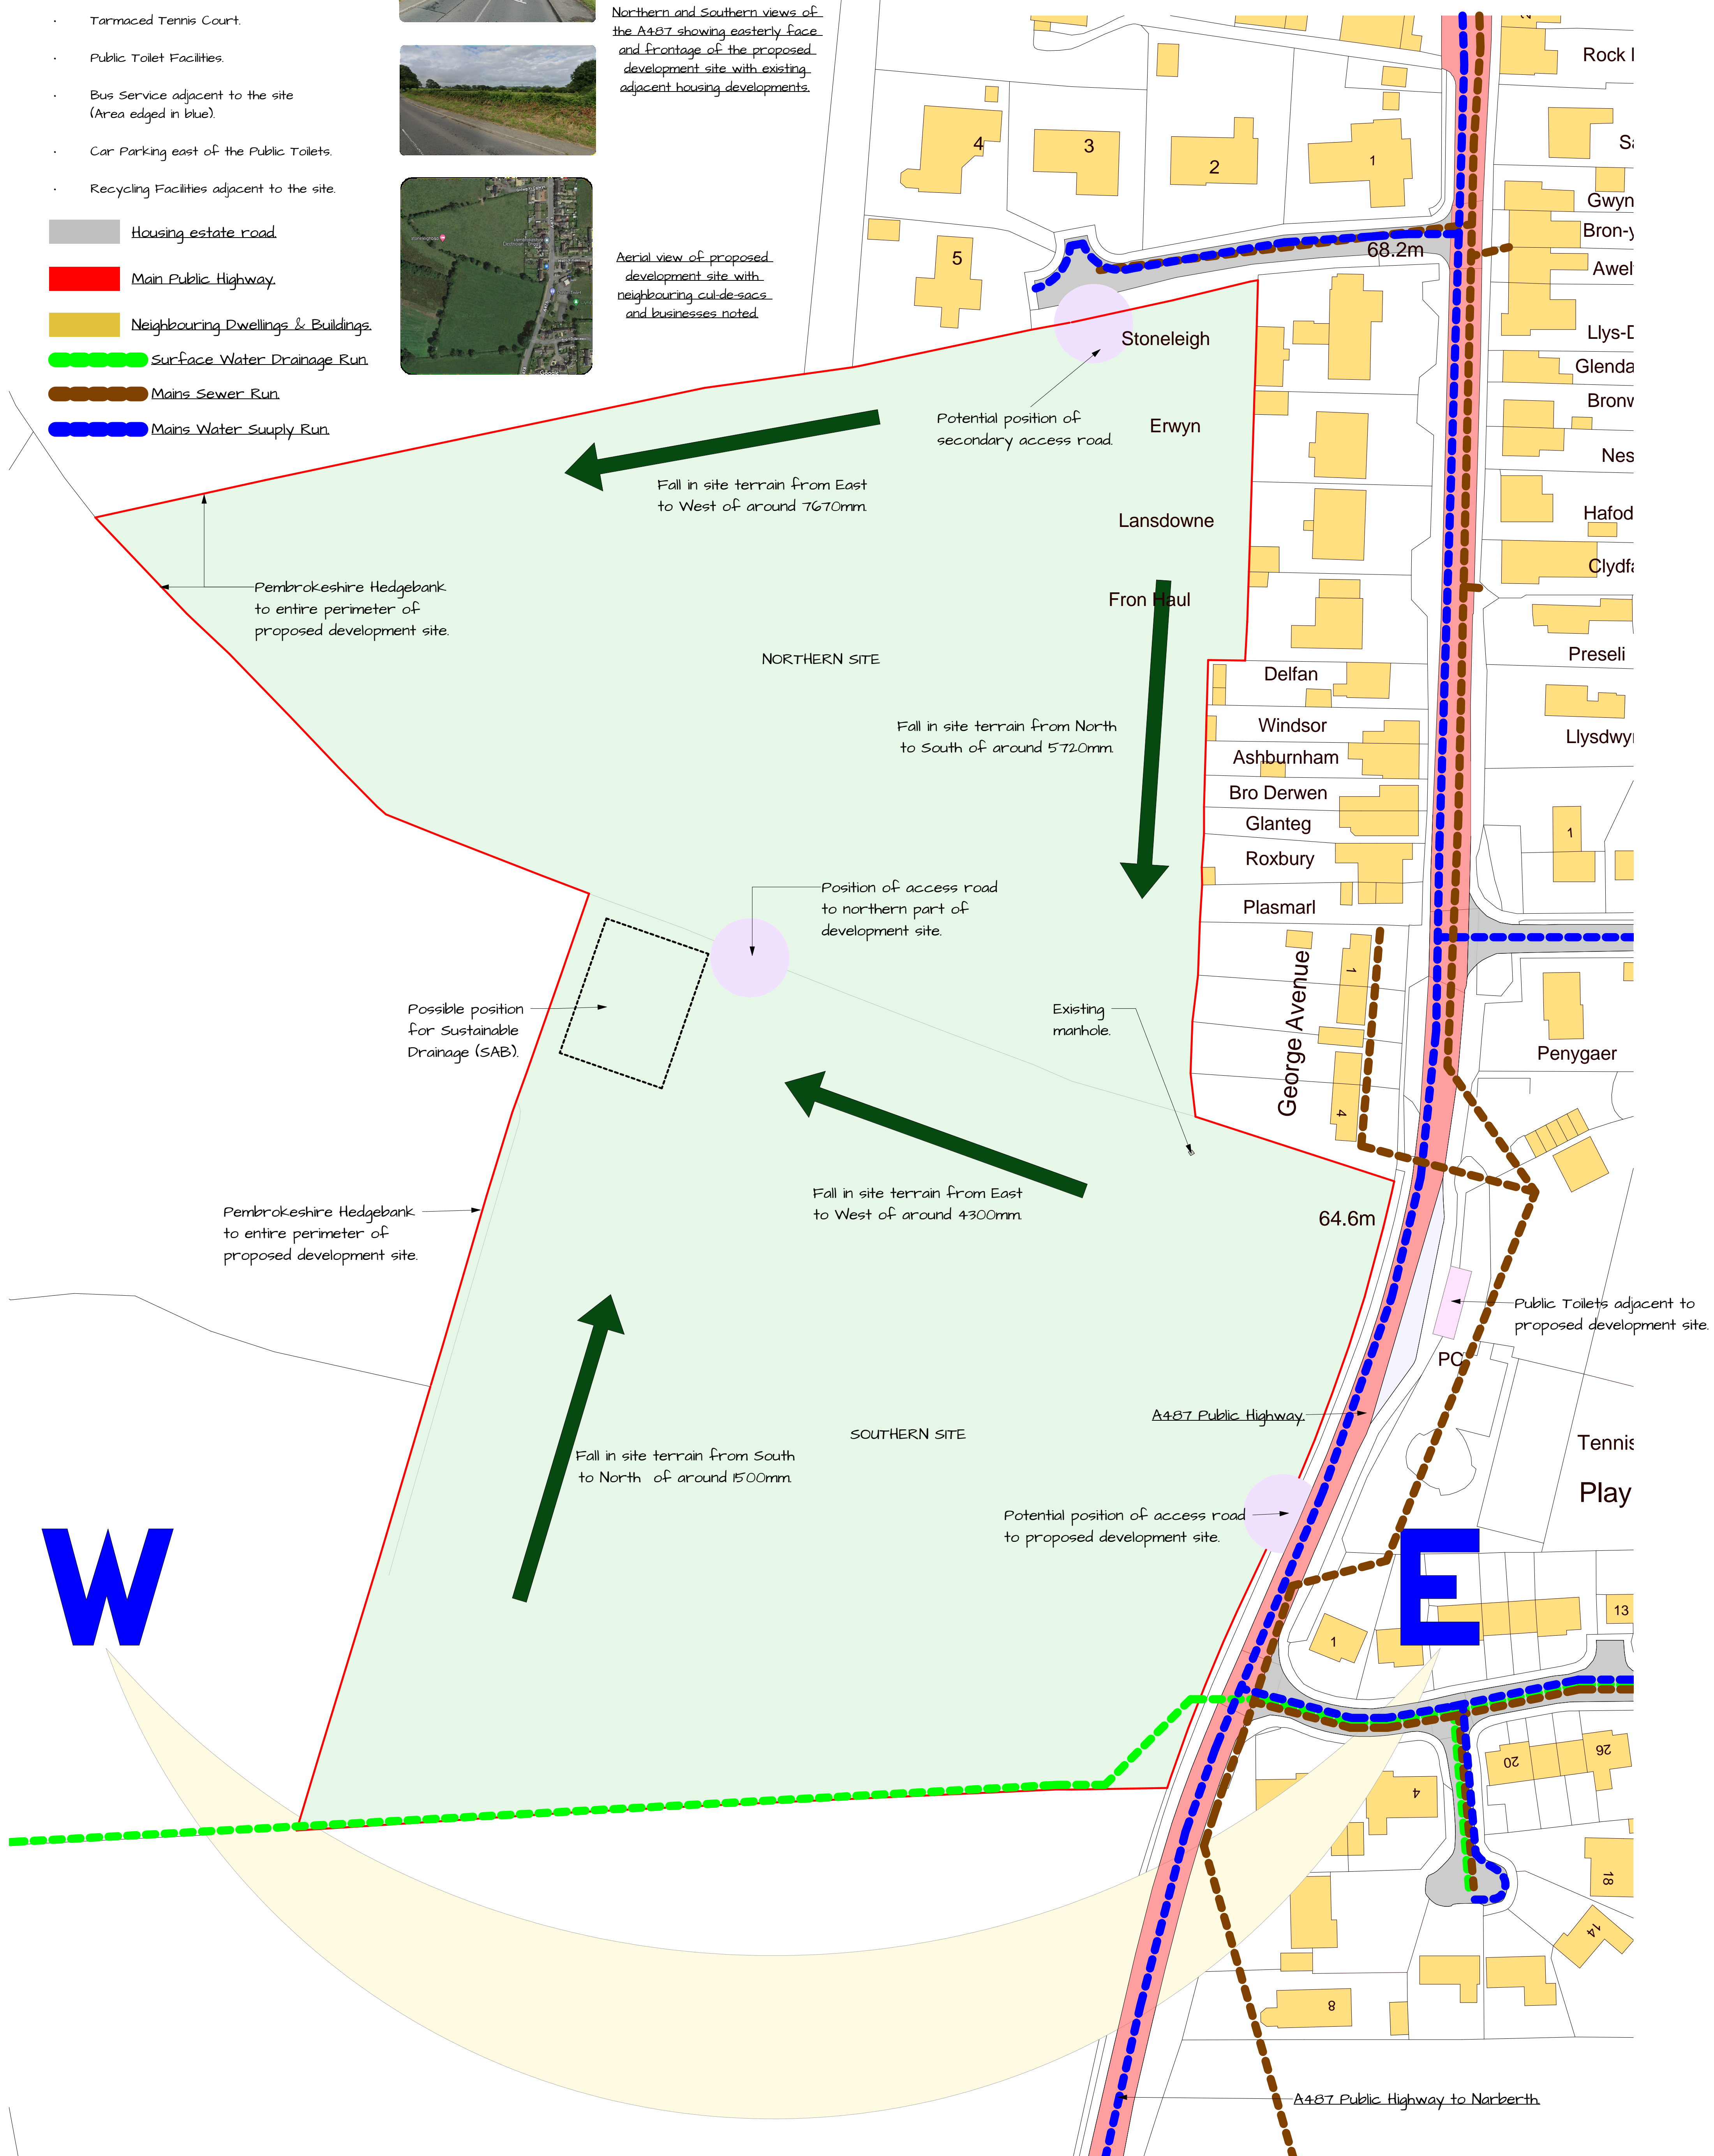 Tarmaced Tennis Court.
Public Toilet Facilities.
Bus Service adjacent to the site
(Area edged in blue).
Car Parking east of the Public Toilets.
Recycling Facilities adjacent to the site.
Housing estate road.
Main Public Highway.
Neighbouring Dwellings & Buildings.
Surface Water Drainage Run.
Mains Sewer Run.
Mains Water Suuply Run.
Northern and Southern views of
the A487 showing easterly face
and frontage of the proposed
development site with existing
adjacent housing developments.
Aerial view of proposed
development site with
neighbouring cul-de-sacs
and businesses noted.
4
3
2
1
5
68.2m
Rock
Sa
Gwyn
Bron-y
Awel
Llys-D
Glenda
Bronw
Nes
Hafod
Clydfa
Preseli
Llysdwy
1
Penygaer
Stoneleigh
Potential position of
secondary access road.
Erwyn
Lansdowne
Fron Haul
Fall in site terrain from East
to West of around 7670mm.
Pembrokeshire Hedgebank
to entire perimeter of
proposed development site.
NORTHERN SITE
Delfan
Windsor
Ashburnham
Bro Derwen
Glanteg
Roxbury
Plasmarl
Fall in site terrain from North
to South of around 5720mm.
Position of access road
to northern part of
development site.
Possible position
for Sustainable
Drainage (SAB).
Existing
manhole.
George Avenue
1
4
Fall in site terrain from East
to West of around 4300mm.
64.6m
Pembrokeshire Hedgebank
to entire perimeter of
proposed development site.
Public Toilets adjacent to
proposed development site.
PC
A487 Public Highway.
SOUTHERN SITE
Fall in site terrain from South
to North of around 1500mm.
Tennis
Play
Potential position of access road
to proposed development site.
W
E
13
1
20
26
4
18
14
8
A487 Public Highway to Narberth.